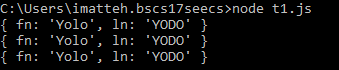 C:\Users\imatteh.bscs17seecs>node t1.js
{ fn: 'Yolo', ln: 'YODO' }
{ fn: 'Yolo', ln: 'YODO' }
{ fn: 'Yolo', ln: 'YODO' }